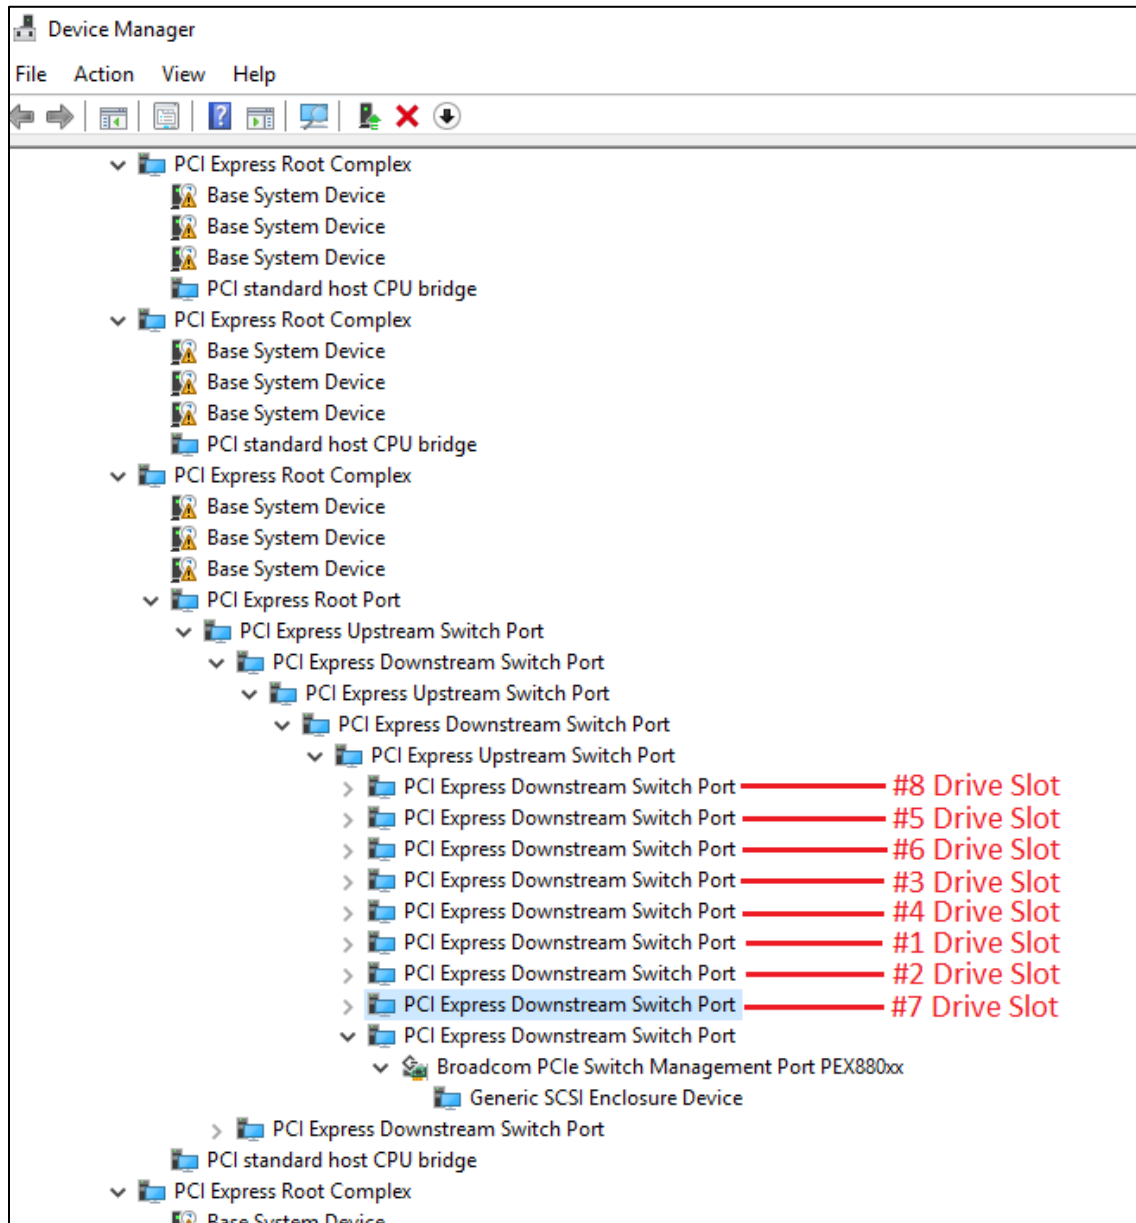 Device Manager
File Action View Help
PCI Express Root Complex
Base System Device
Base System Device
Base System Device
PCI standard host CPU bridge
PCI Express Root Complex
Base System Device
Base System Device
Base System Device
PCI standard host CPU bridge
PCI Express Root Complex
Base System Device
Base System Device
Base System Device
PCI Express Root Port
PCI Express Upstream Switch Port
PCI Express Downstream Switch Port
PCI Express Upstream Switch Port
PCI Express Downstream Switch Port
PCI Express Upstream Switch Port
PCI Express Downstream Switch Port #8 Drive Slot
PCI Express Downstream Switch Port #5 Drive Slot
PCI Express Downstream Switch Port #6 Drive Slot
PCI Express Downstream Switch Port #3 Drive Slot
PCI Express Downstream Switch Port #4 Drive Slot
PCI Express Downstream Switch Port #1 Drive Slot
PCI Express Downstream Switch Port #2 Drive Slot
PCI Express Downstream Switch Port #7 Drive Slot
PCI Express Downstream Switch Port
Broadcom PCIe Switch Management Port PEX880xx
Generic SCSI Enclosure Device
PCI Express Downstream Switch Port
PCI standard host CPU bridge
PCI Express Root Complex
Base System Device